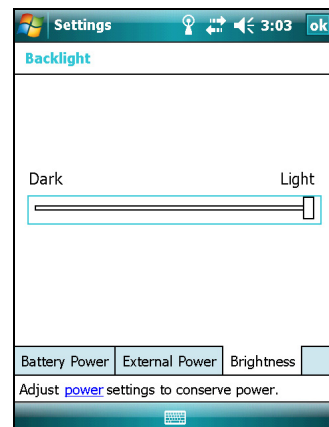 Settings 3:03 ok
Backlight
Dark Light
Battery Power External Power Brightness
Adjust power settings to conserve power.